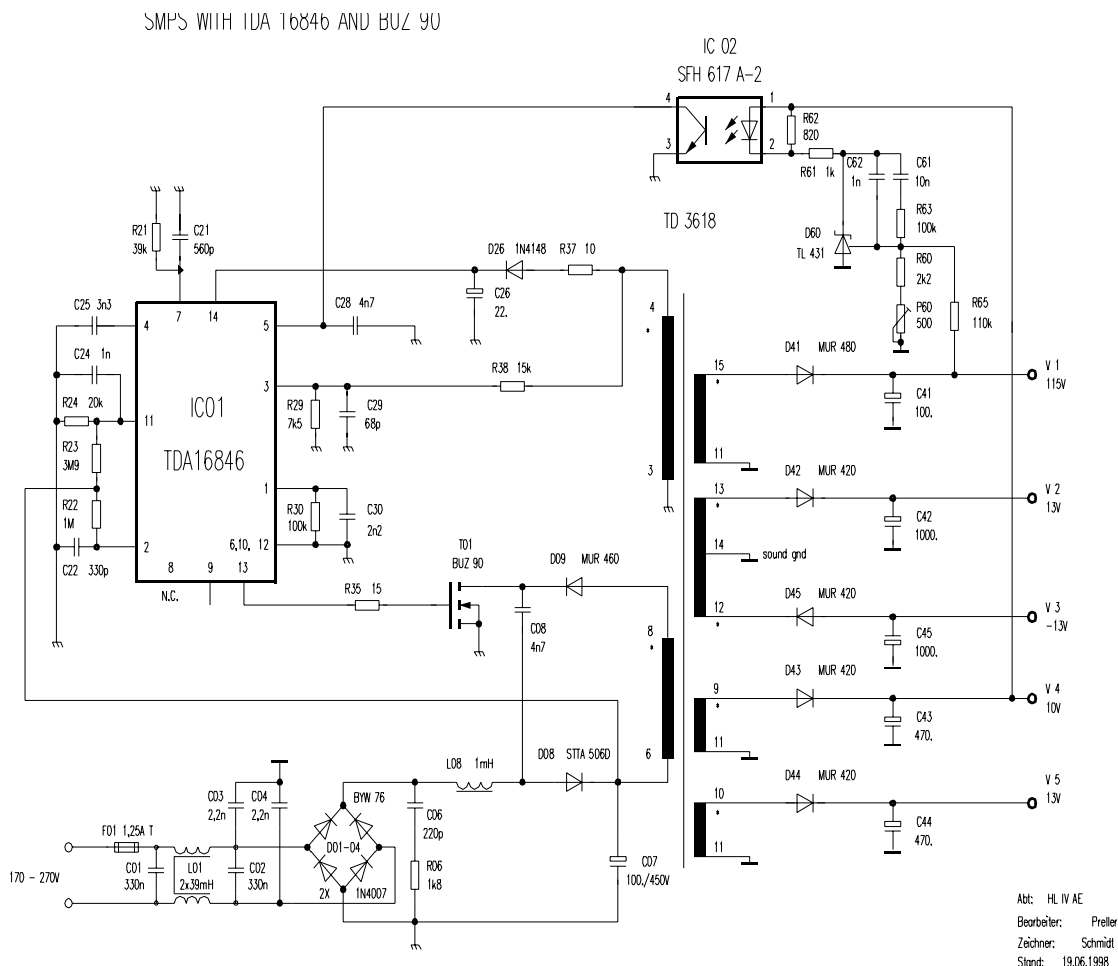 SMPS WITH TDA 16846 AND BUZ 90
IC 02
SFH 617 A-2
4
1
3
2
R62
820
R61 1k
C62
1n
C61
10n
R63
100k
R21
39k
C21
560p
TD 3618
D60
TL 431
R60
2k2
P60
500
R65
110k
D26 1N4148
R37 10
C26
22.
C25 3n3
C28 4n7
4
7
14
5
4
*
C24 1n
R38 15k
3
R24 20k
11
IC01
TDA16846
R29
7k5
C29
68p
R23
3M9
R22
1M
1
R30
100k
C30
2n2
2
6,10, 12
C22 330p
8
9
13
N.C.
3
15
*
D41 MUR 480
V 1
115V
C41
100.
11
13
D42 MUR 420
V 2
13V
C42
1000.
14
sound gnd
12
*
D45 MUR 420
V 3
-13V
C45
1000.
T01
BUZ 90
R35 15
D09 MUR 460
C08
4n7
8
*
6
9
*
D43 MUR 420
V 4
10V
C43
470.
11
10
*
D44 MUR 420
V 5
13V
C44
470.
11
L08 1mH
D08 STTA 506D
C03
2,2n
C04
2,2n
BYW 76
C06
220p
F01 1,25A T
D01-04
R06
1k8
C07
100./450V
170 - 270V
C01
330n
L01
2x39mH
C02
330n
2X
1N4007
Abt: HL IV AE
Bearbeiter: Preller
Zeichner: Schmidt
Stand: 19.06.1998